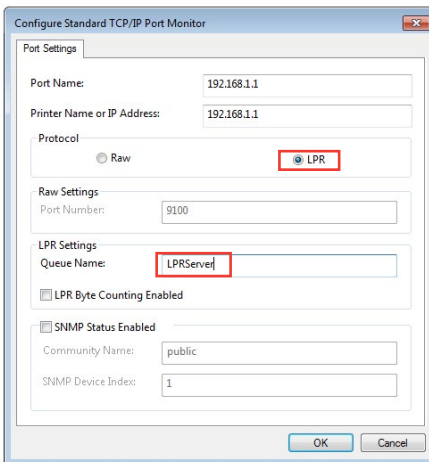 Configure Standard TCP/IP Port Monitor
Port Settings
Port Name: 192.168.1.1
Printer Name or IP Address: 192.168.1.1
Protocol
Raw LPR
Raw Settings
Port Number: 9100
LPR Settings
Queue Name: LPRServer
LPR Byte Counting Enabled
SNMP Status Enabled
Community Name: public
SNMP Device Index: 1
OK Cancel